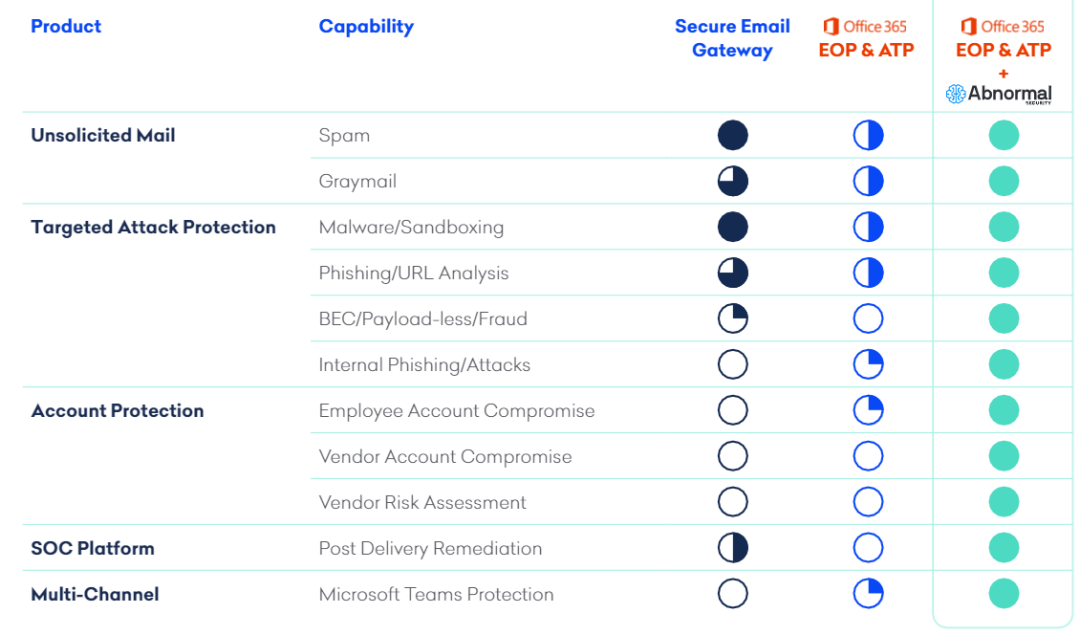 Product
Capability
Secure Email
Gateway
Office 365
EOP & ATP
Office 365
EOP & ATP
+
Abnormal
SECURITY
Unsolicited Mail
Spam
Graymail
Targeted Attack Protection
Malware/Sandboxing
Phishing/URL Analysis
BEC/Payload-less/Fraud
Internal Phishing/Attacks
Account Protection
Employee Account Compromise
Vendor Account Compromise
Vendor Risk Assessment
SOC Platform
Post Delivery Remediation
Multi-Channel
Microsoft Teams Protection